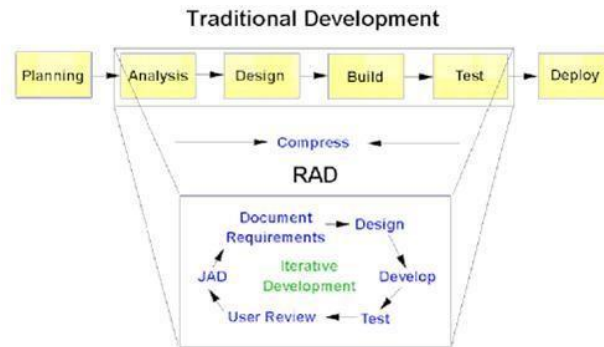 Traditional Development
Planning
Analysis
Design
Build
Test
Deploy
Compress
RAD
Document
Requirements
Design
JAD
Iterative
Development
Develop
User Review
Test